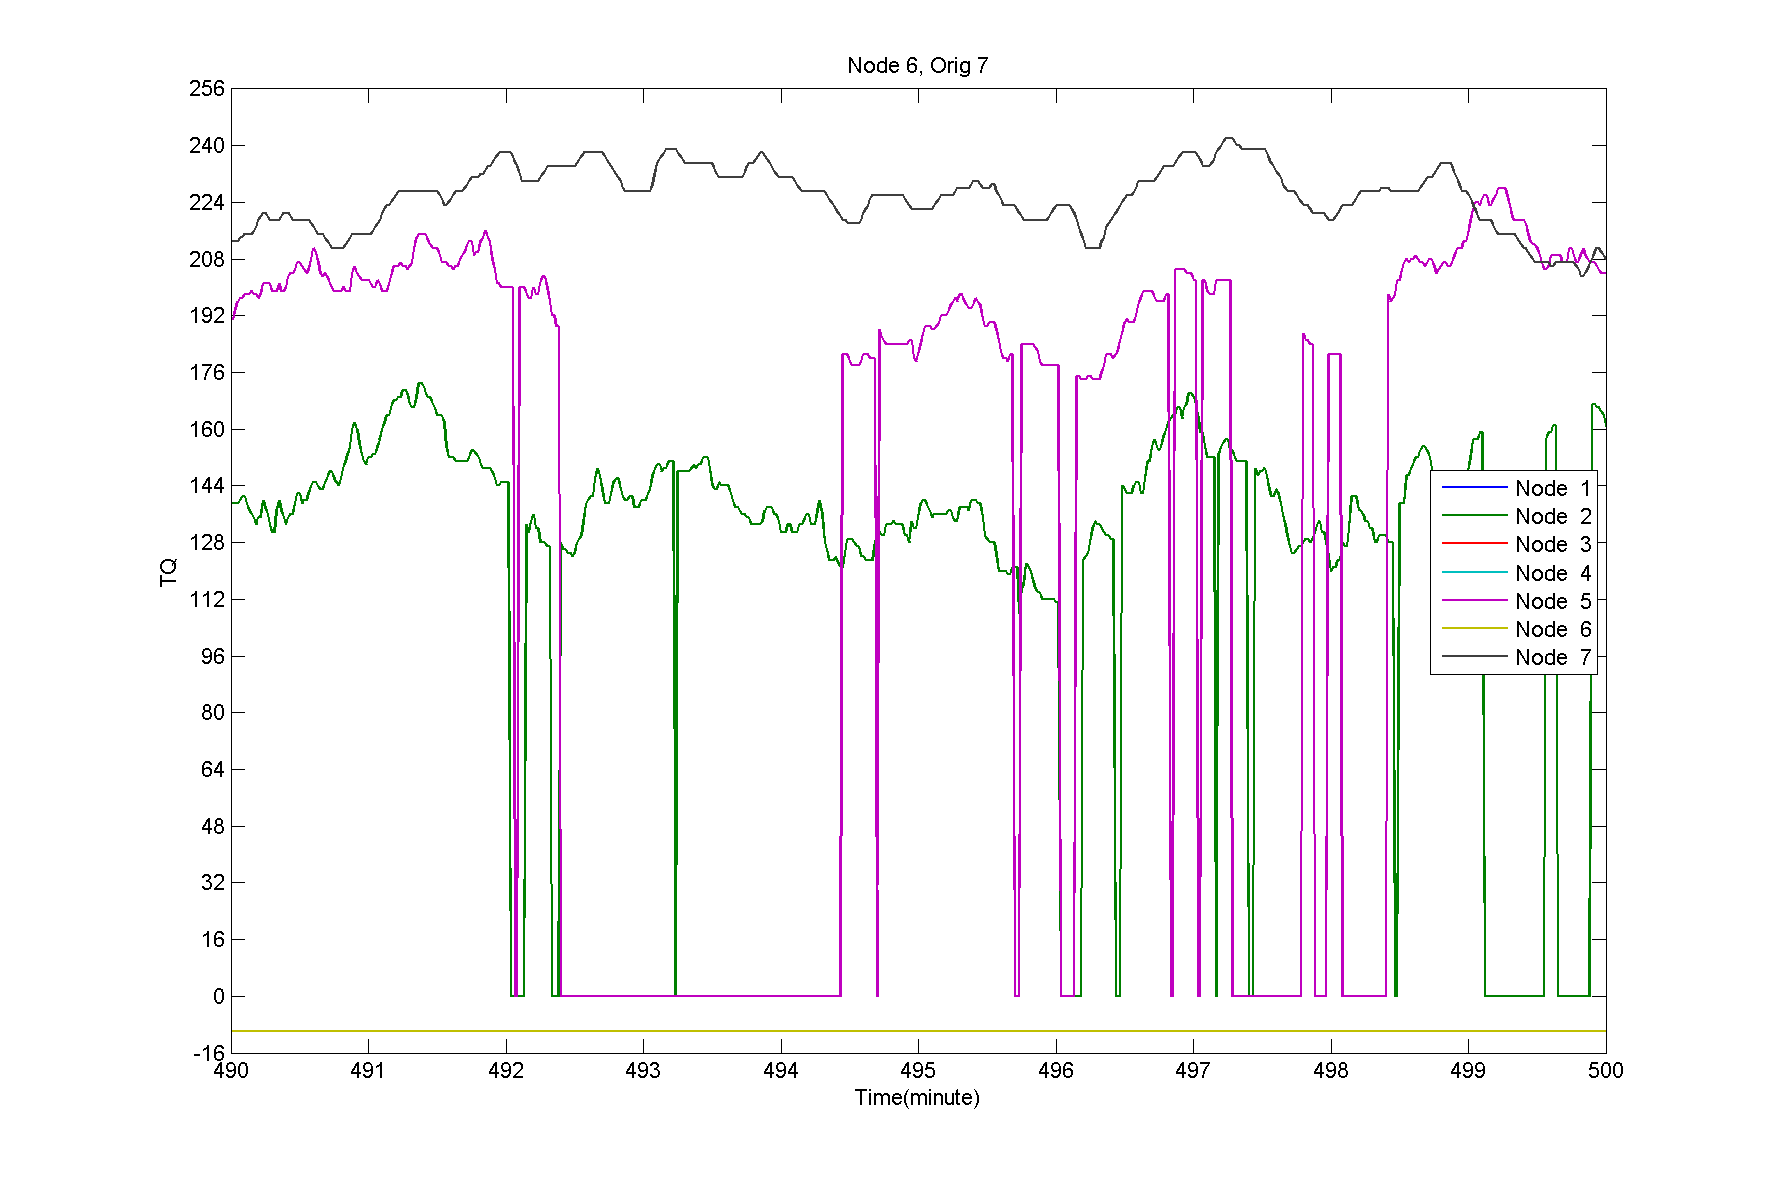 Node 6, Orig 7
256
240
224
208
192
176
160
144
128
112
96
80
64
48
32
16
0
-16
TQ
Node 1
Node 2
Node 3
Node 4
Node 5
Node 6
Node 7
490 491 492 493 494 495 496 497 498 499 500
Time(minute)